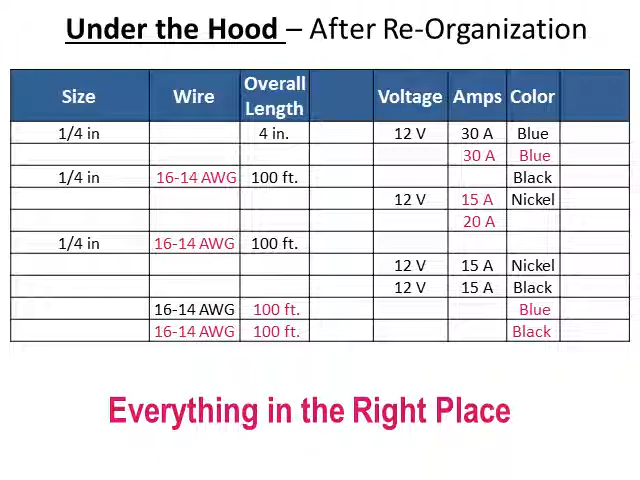 Under the Hood – After Re-Organization
Size Wire Overall Length Voltage Amps Color
1/4 in 4 in. 12 V 30 A Blue
30 A Blue
1/4 in 16-14 AWG 100 ft. Black
12 V 15 A Nickel
20 A
1/4 in 16-14 AWG 100 ft.
12 V 15 A Nickel
12 V 15 A Black
16-14 AWG 100 ft. Blue
16-14 AWG 100 ft. Black
Everything in the Right Place